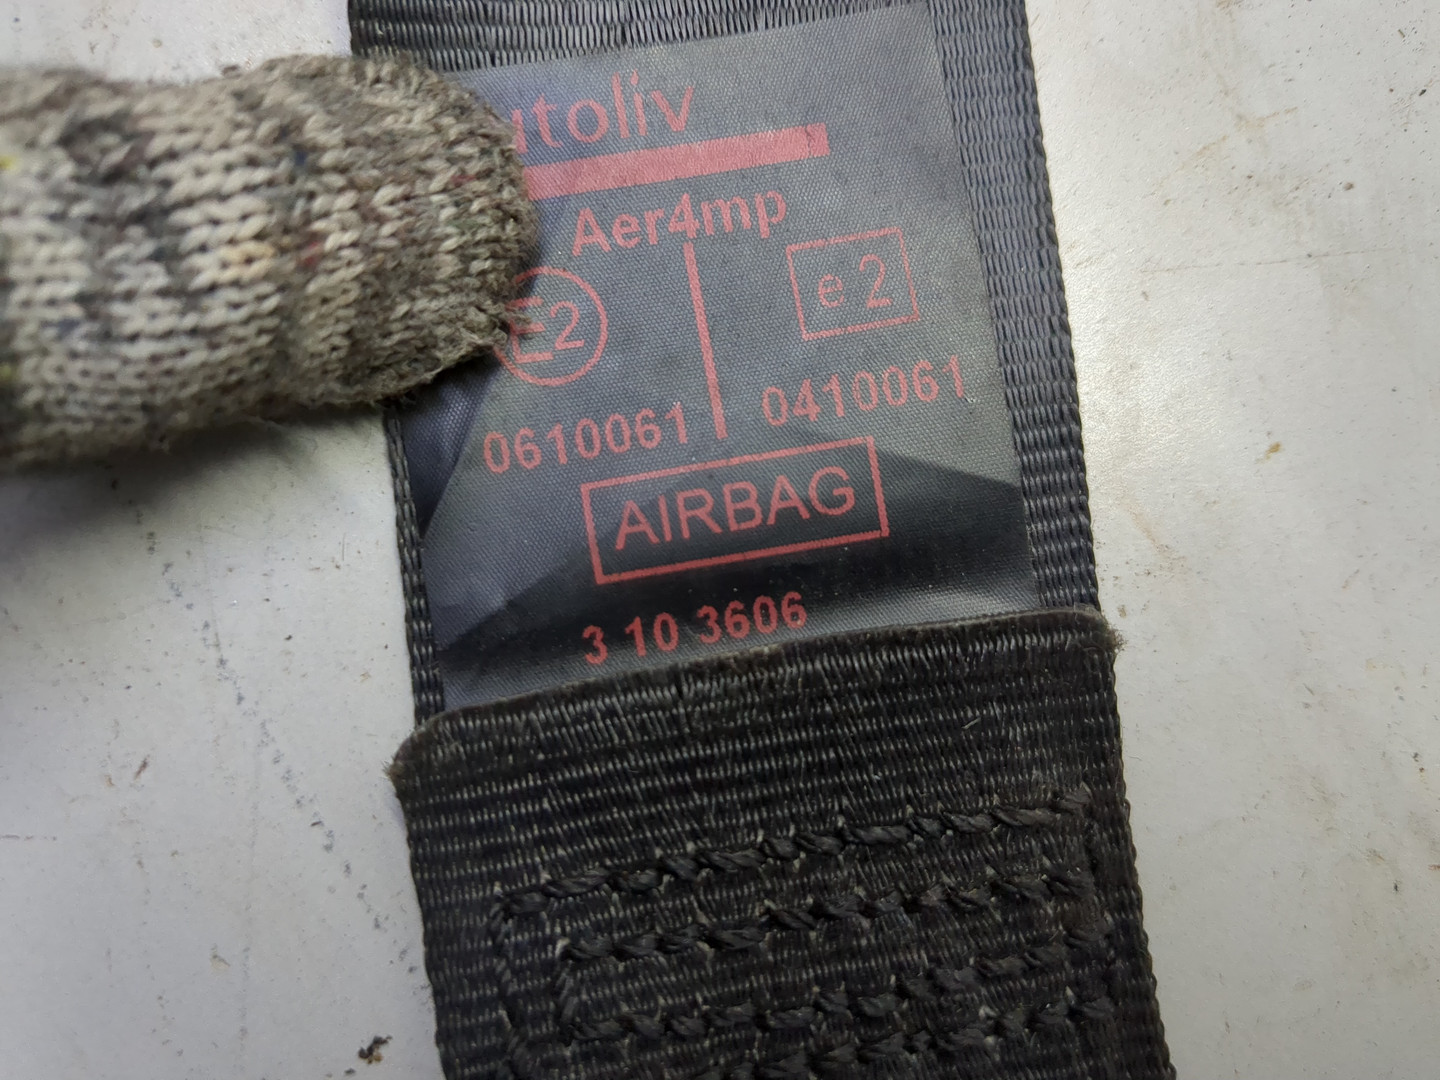 utoliv
Aer4mp
E2
e 2
0610061
0410061
AIRBAG
3 10 3606